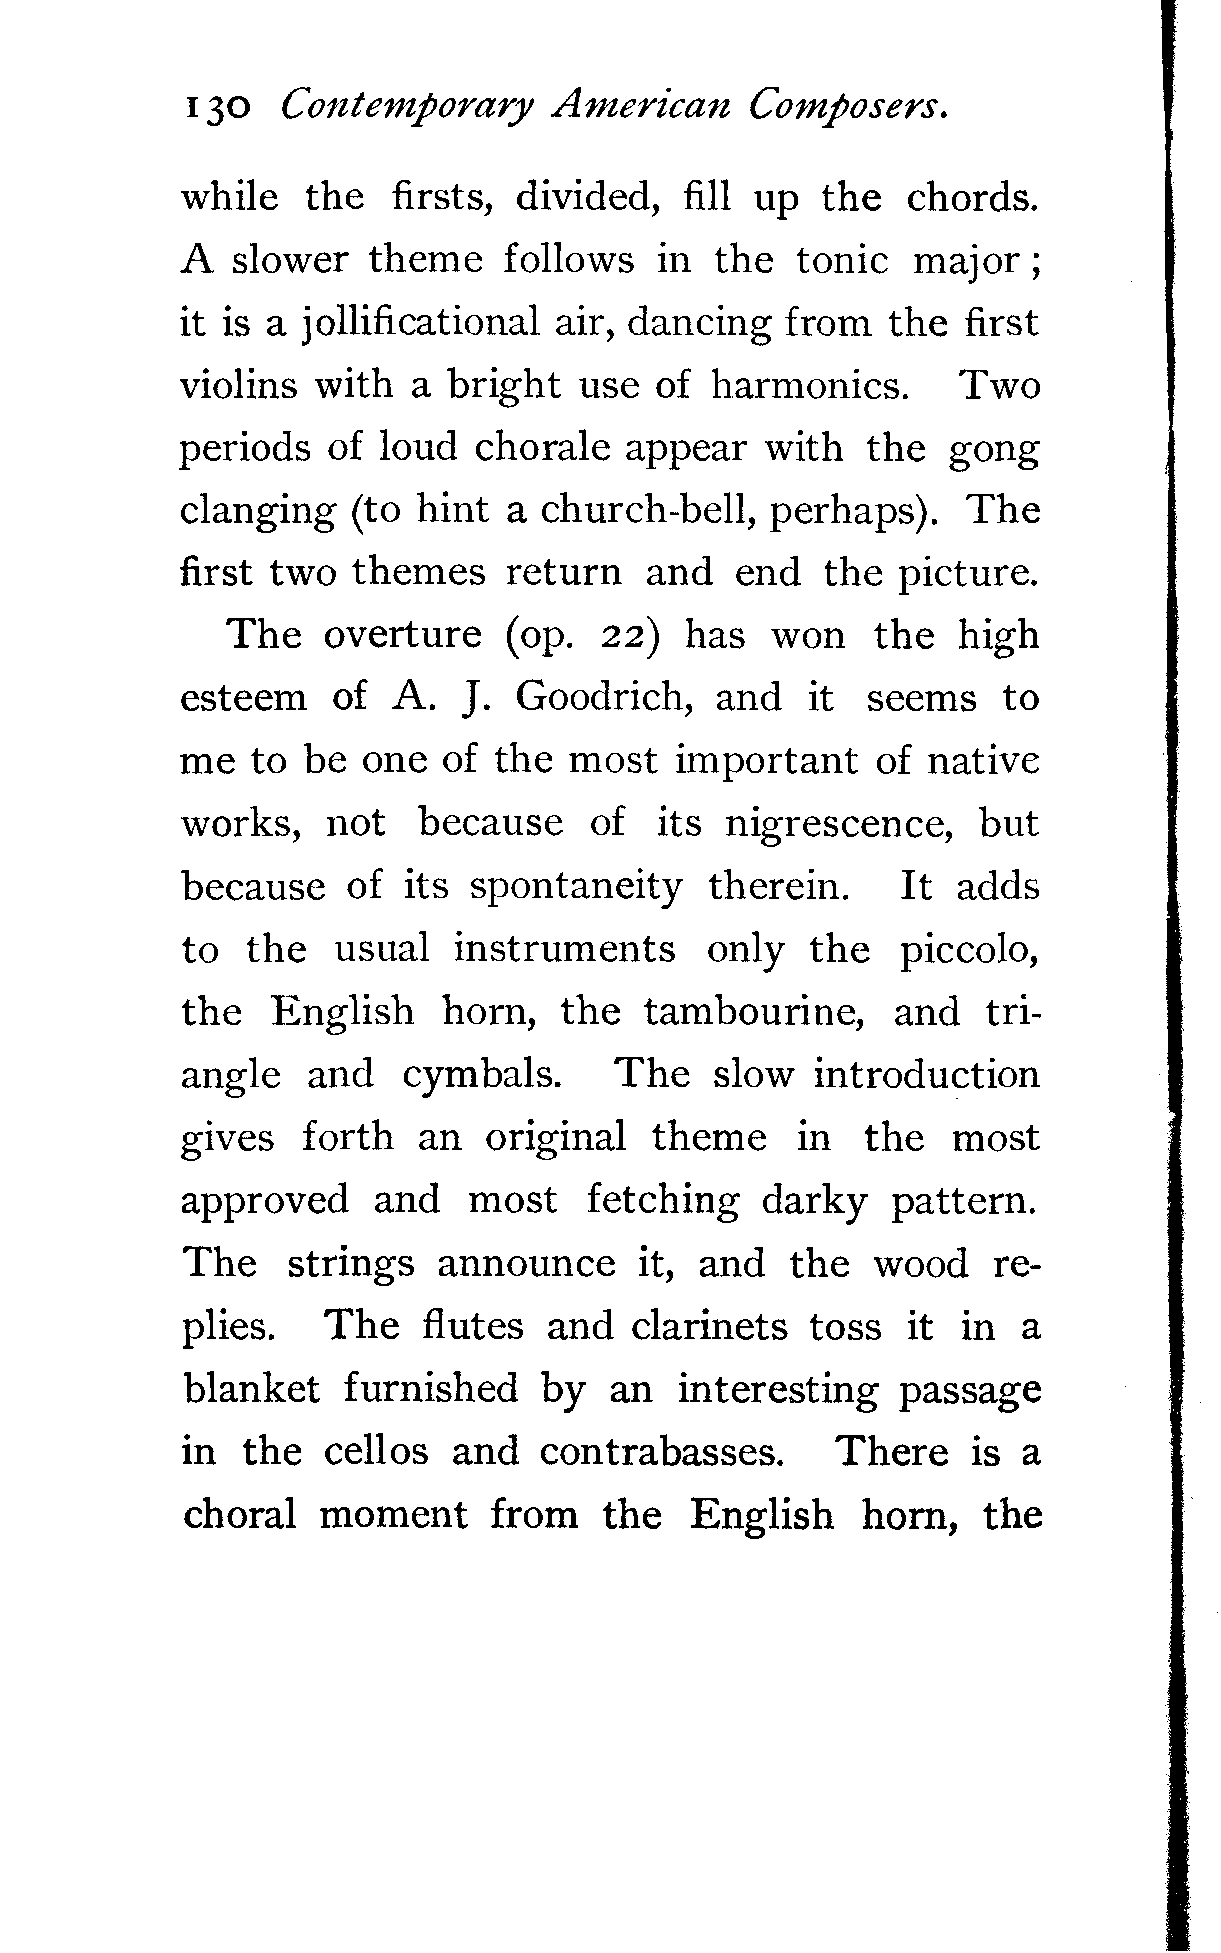 130 Contemporary American Composers.
while the firsts, divided, fill up the chords.
A slower theme follows in the tonic major ;
it is a jollificational air, dancing from the first
violins with a bright use of harmonics. Two
periods of loud chorale appear with the gong
clanging (to hint a church-bell, perhaps). The
first two themes return and end the picture.
The overture (op. 22) has won the high
esteem of A. J. Goodrich, and it seems to
me to be one of the most important of native
works, not because of its nigrescence, but
because of its spontaneity therein. It adds
to the usual instruments only the piccolo,
the English horn, the tambourine, and tri-
angle and cymbals. The slow introduction
gives forth an original theme in the most
approved and most fetching darky pattern.
The strings announce it, and the wood re-
plies. The flutes and clarinets toss it in a
blanket furnished by an interesting passage
in the cellos and contrabasses. There is a
choral moment from the English horn, the